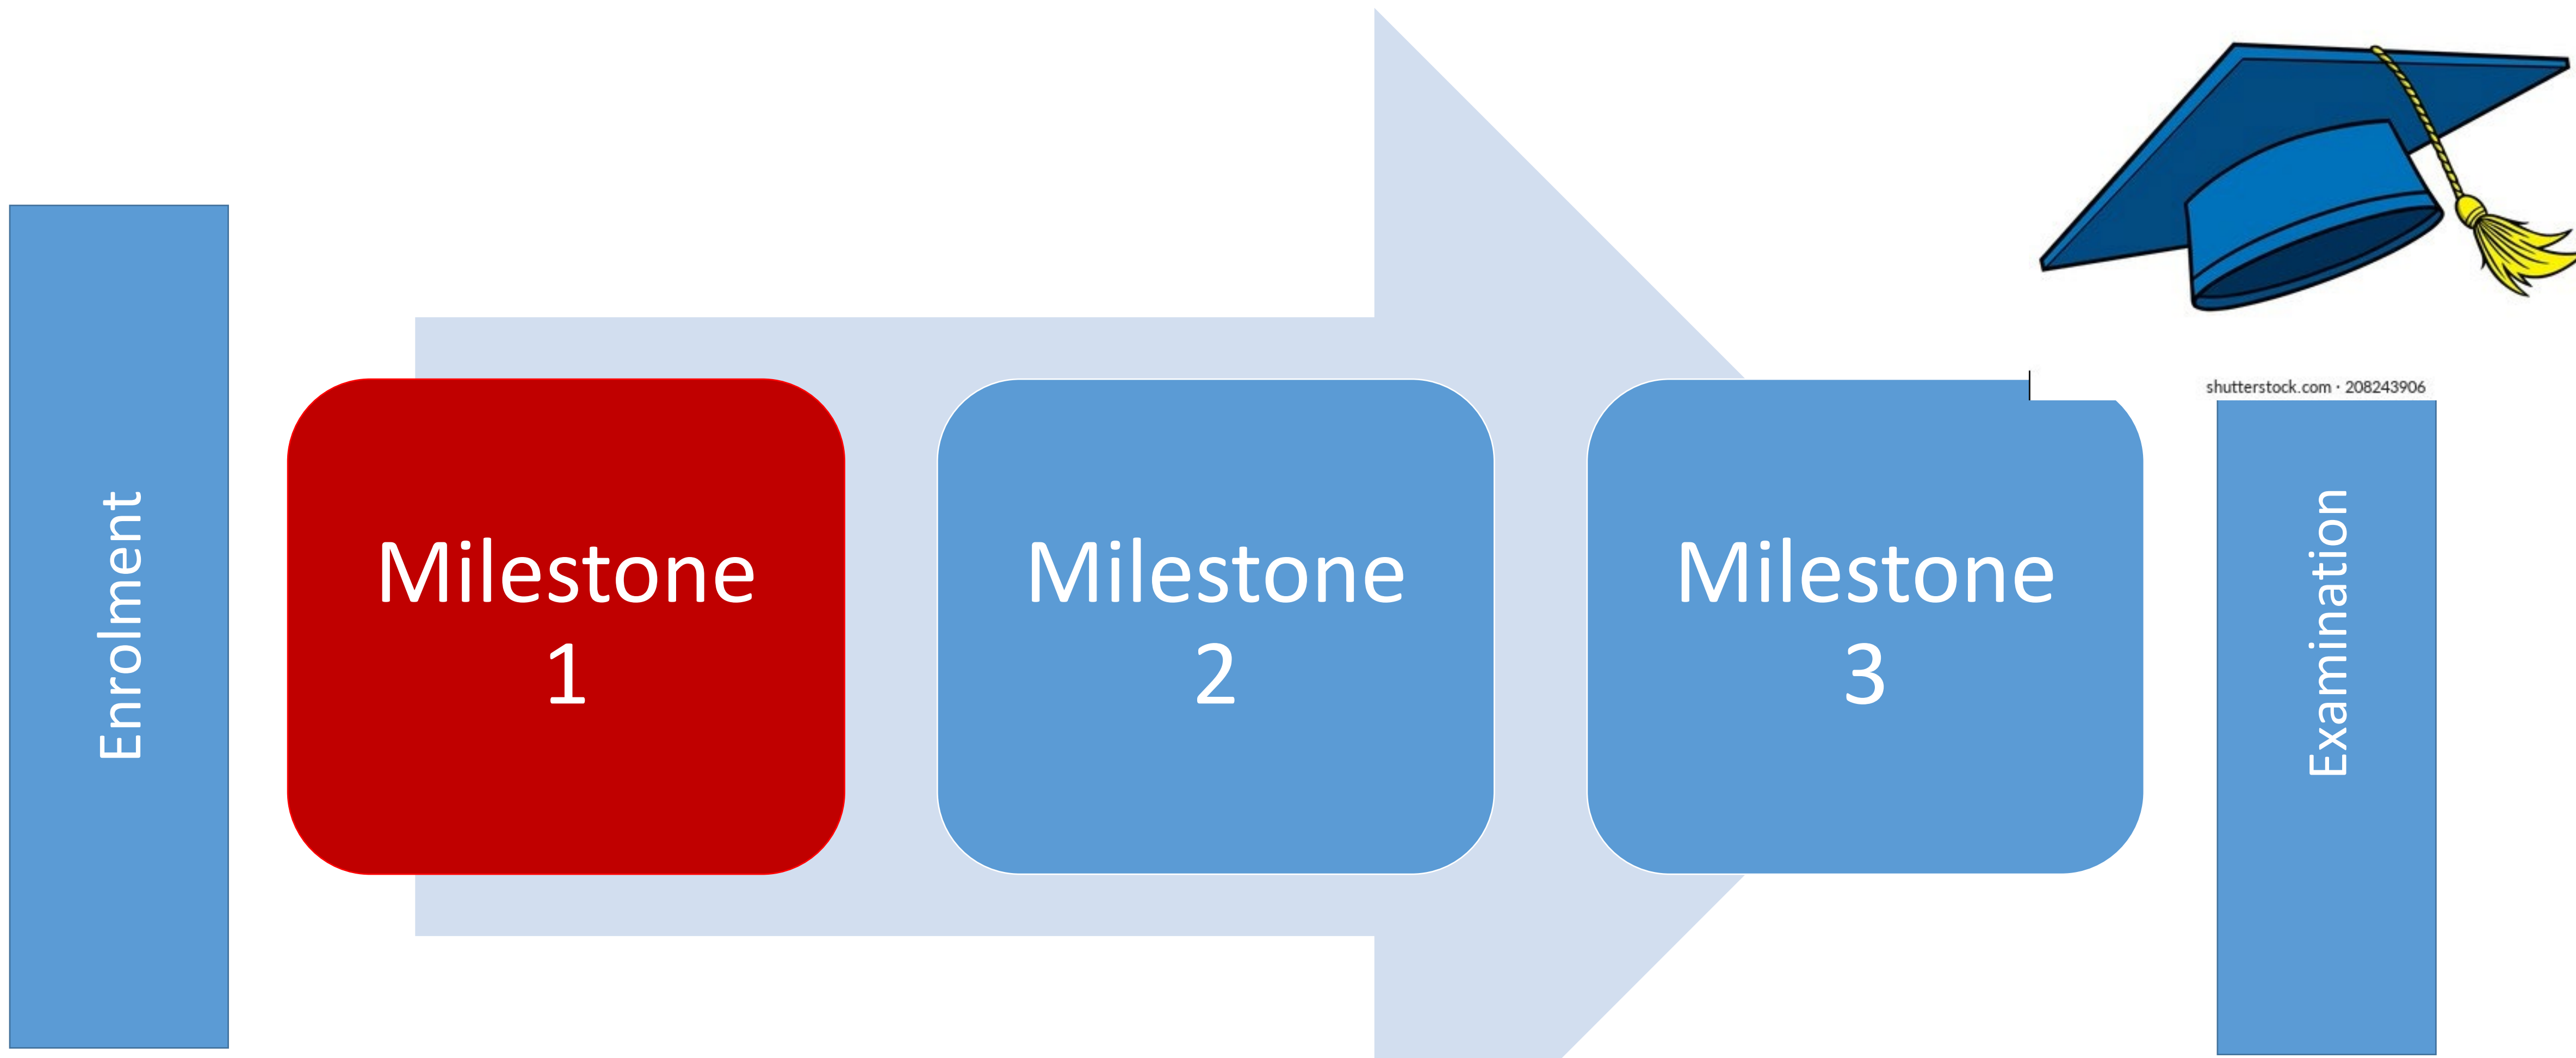 Enrolment
Milestone
1
Milestone
2
Milestone
3
shutterstock.com · 208243906
Examination